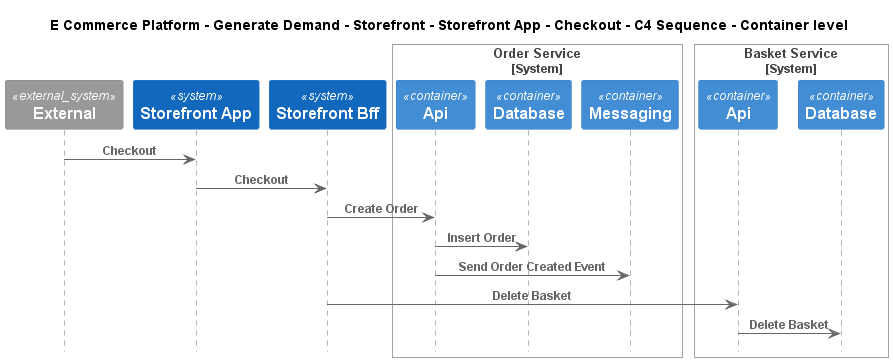 E Commerce Platform - Generate Demand - Storefront - Storefront App - Checkout - C4 Sequence - Container level
Order Service
[System]
Basket Service
[System]
«external_system»
External
«system»
Storefront App
«system»
Storefront Bff
«container»
Api
«container»
Database
«container»
Messaging
«container»
Api
«container»
Database
Checkout
Checkout
Create Order
Insert Order
Send Order Created Event
Delete Basket
Delete Basket